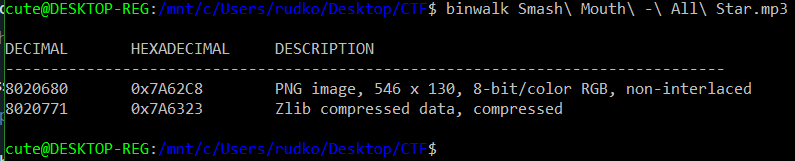 cute@DESKTOP-REG:/mnt/c/Users/rudko/Desktop/CTF$ binwalk Smash\ Mouth\ -\ All\ Star.mp3
DECIMAL       HEXADECIMAL     DESCRIPTION
--------------------------------------------------------------------------------
8020680       0x7A62C8        PNG image, 546 x 130, 8-bit/color RGB, non-interlaced
8020771       0x7A6323        Zlib compressed data, compressed
cute@DESKTOP-REG:/mnt/c/Users/rudko/Desktop/CTF$